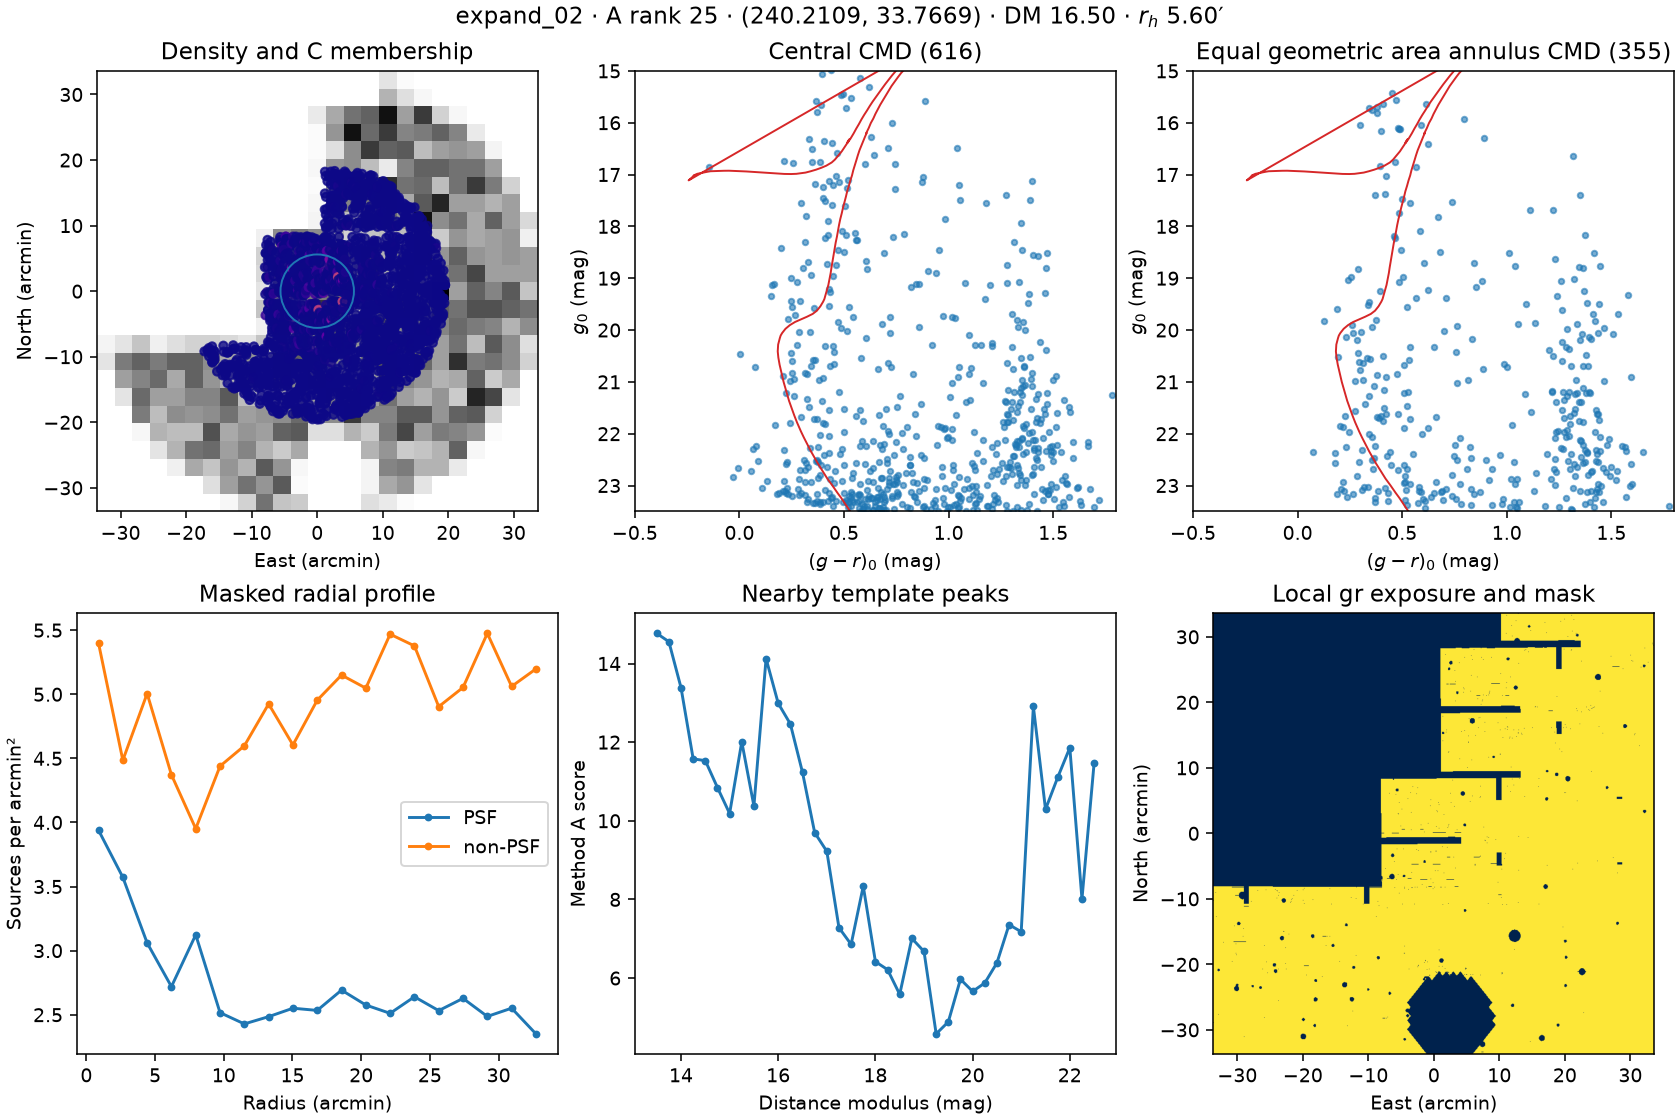 expand_02 · A rank 25 · (240.2109, 33.7669) · DM 16.50 · r_h 5.60′
Density and C membership
30
20
10
0
−10
−20
−30
North (arcmin)
−30 −20 −10 0 10 20 30
East (arcmin)
Central CMD (616)
15
16
17
18
19
20
21
22
23
g₀ (mag)
−0.5 0.0 0.5 1.0 1.5
(g − r)₀ (mag)
Equal geometric area annulus CMD (355)
15
16
17
18
19
20
21
22
23
g₀ (mag)
−0.5 0.0 0.5 1.0 1.5
(g − r)₀ (mag)
Masked radial profile
5.5
5.0
4.5
4.0
3.5
3.0
2.5
Sources per arcmin²
PSF
non-PSF
0 5 10 15 20 25 30
Radius (arcmin)
Nearby template peaks
14
12
10
8
6
Method A score
14 16 18 20 22
Distance modulus (mag)
Local gr exposure and mask
30
20
10
0
−10
−20
−30
North (arcmin)
−30 −20 −10 0 10 20 30
East (arcmin)